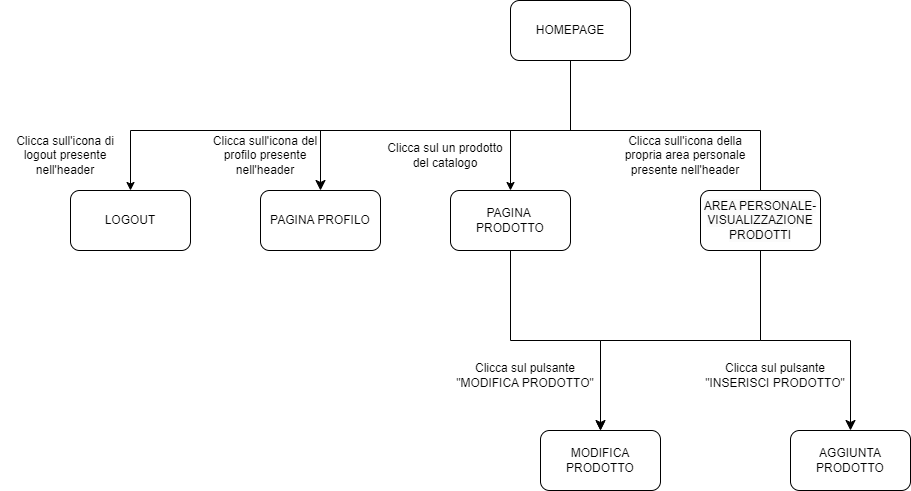 HOMEPAGE
Clicca sull'icona di
logout presente
nell'header
Clicca sull'icona del
profilo presente
nell'header
Clicca su un prodotto
del catalogo
Clicca sull'icona della
propria area personale
presente nell'header
LOGOUT
PAGINA PROFILO
PAGINA
PRODOTTO
AREA PERSONALE-
VISUALIZZAZIONE
PRODOTTI
Clicca sul pulsante
"MODIFICA PRODOTTO"
Clicca sul pulsante
"INSERISCI PRODOTTO"
MODIFICA
PRODOTTO
AGGIUNTA
PRODOTTO